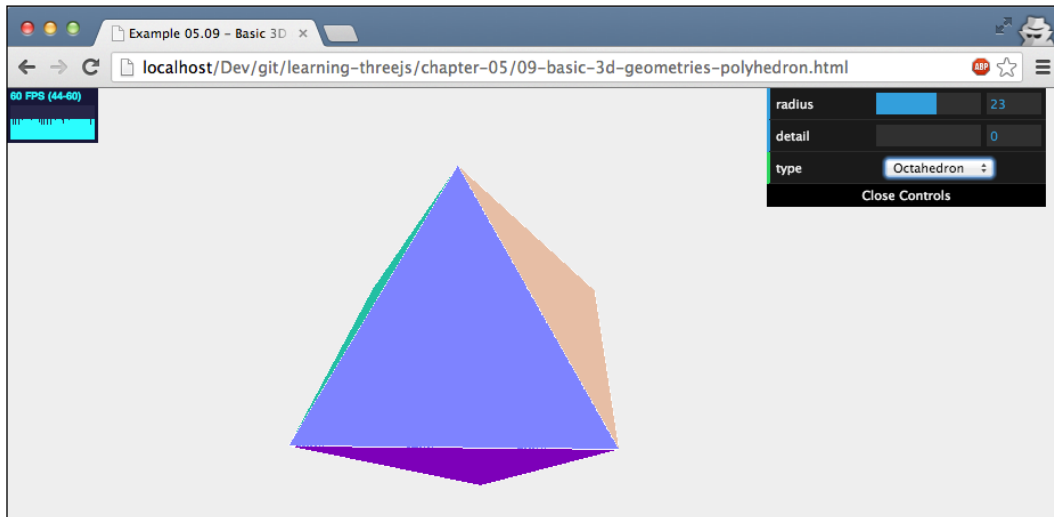 Example 05.09 – Basic 3D
localhost/Dev/git/learning-threejs/chapter-05/09-basic-3d-geometries-polyhedron.html
ABP
60 FPS (44-60)
radius 23
detail 0
type Octahedron
Close Controls